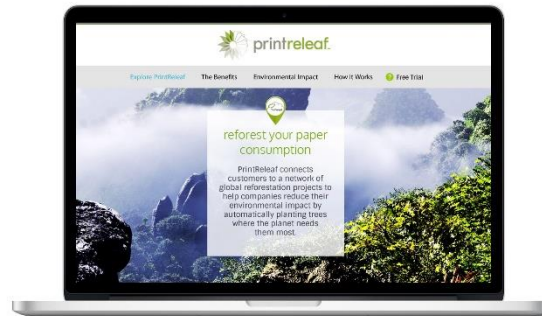 printreleaf.
Explore PrintReleaf The Benefits Environmental Impact How It Works Free Trial
reforest your paper
consumption
PrintReleaf connects
customers to a network of
global reforestation projects to
help companies reduce their
environmental impact by
automatically planting trees
where the planet needs
them most.